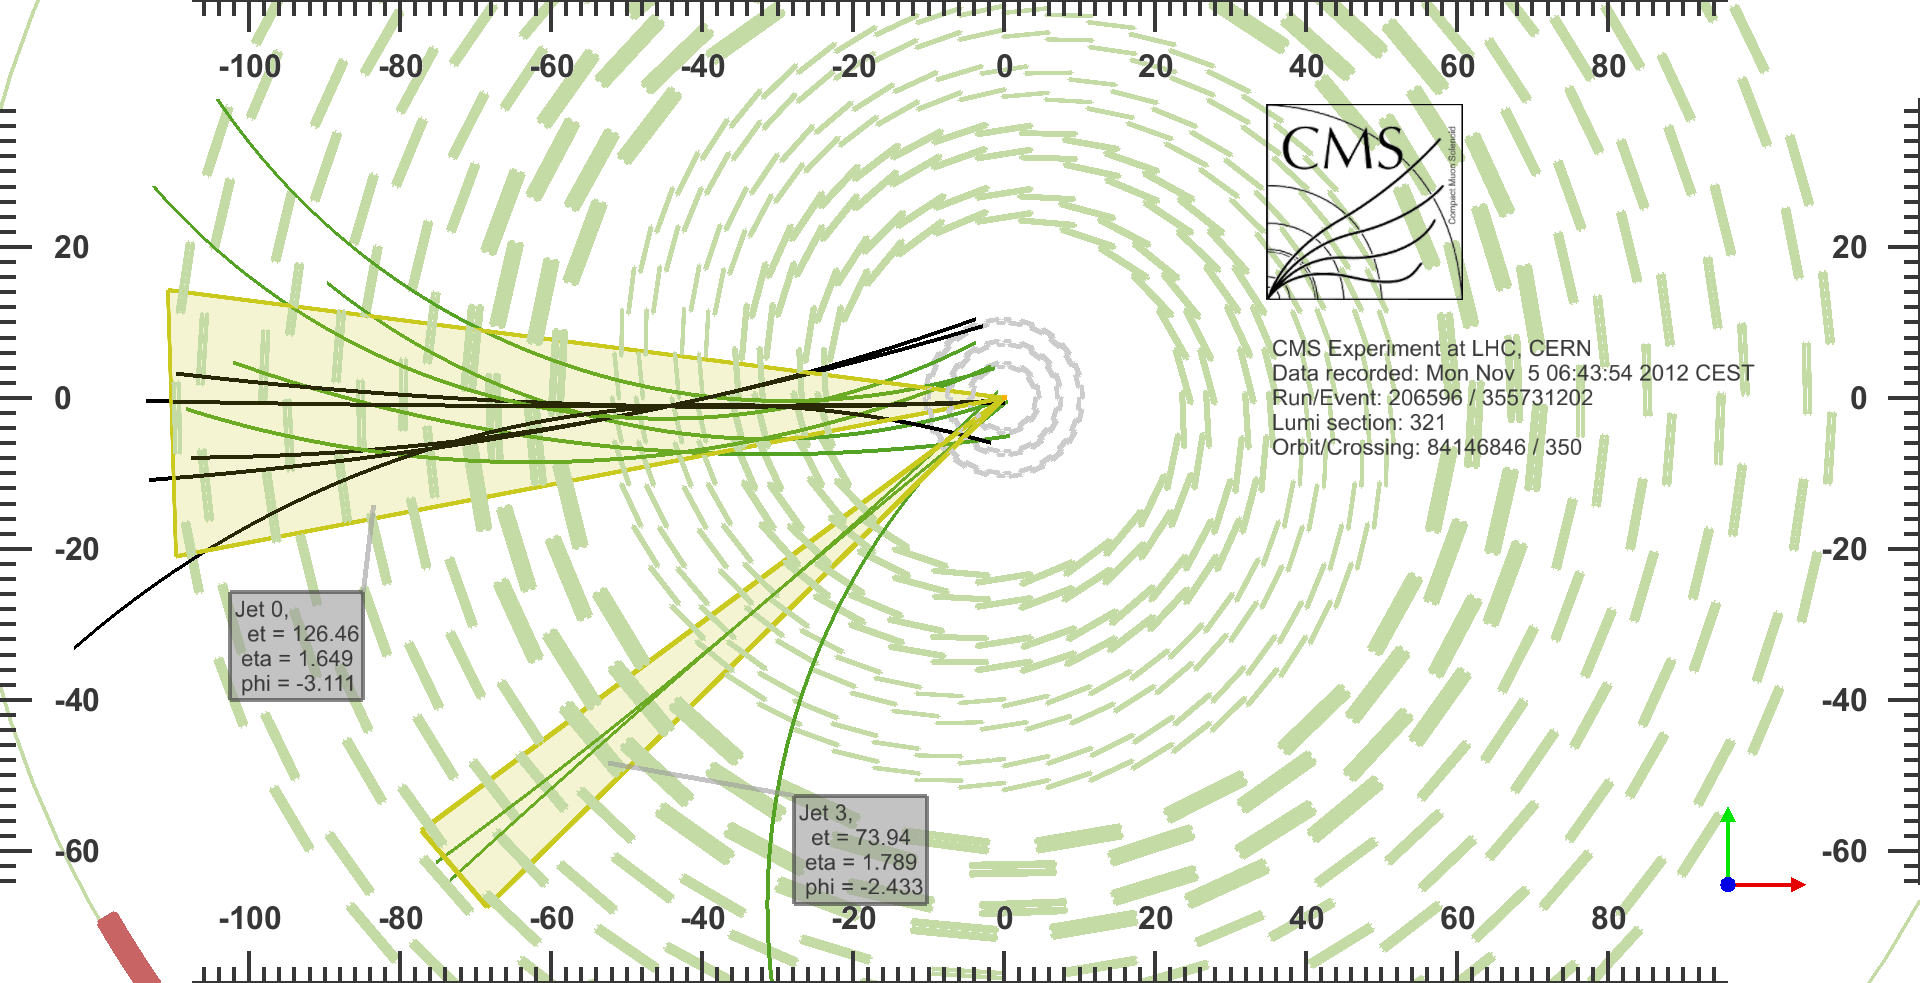 -100 -80 -60 -40 -20 0 20 40 60 80
CMS
Compact Muon Solenoid
20 20
CMS Experiment at LHC, CERN
Data recorded: Mon Nov 5 06:43:54 2012 CEST
0 0
Run/Event: 206596 / 355731202
Lumi section: 321
Orbit/Crossing: 84146846 / 350
-20 -20
Jet 0,
et = 126.46
eta = 1.649
phi = -3.111
-40 -40
Jet 3,
et = 73.94
eta = 1.789
phi = -2.433
-60 -60
-100 -80 -60 -40 -20 0 20 40 60 80